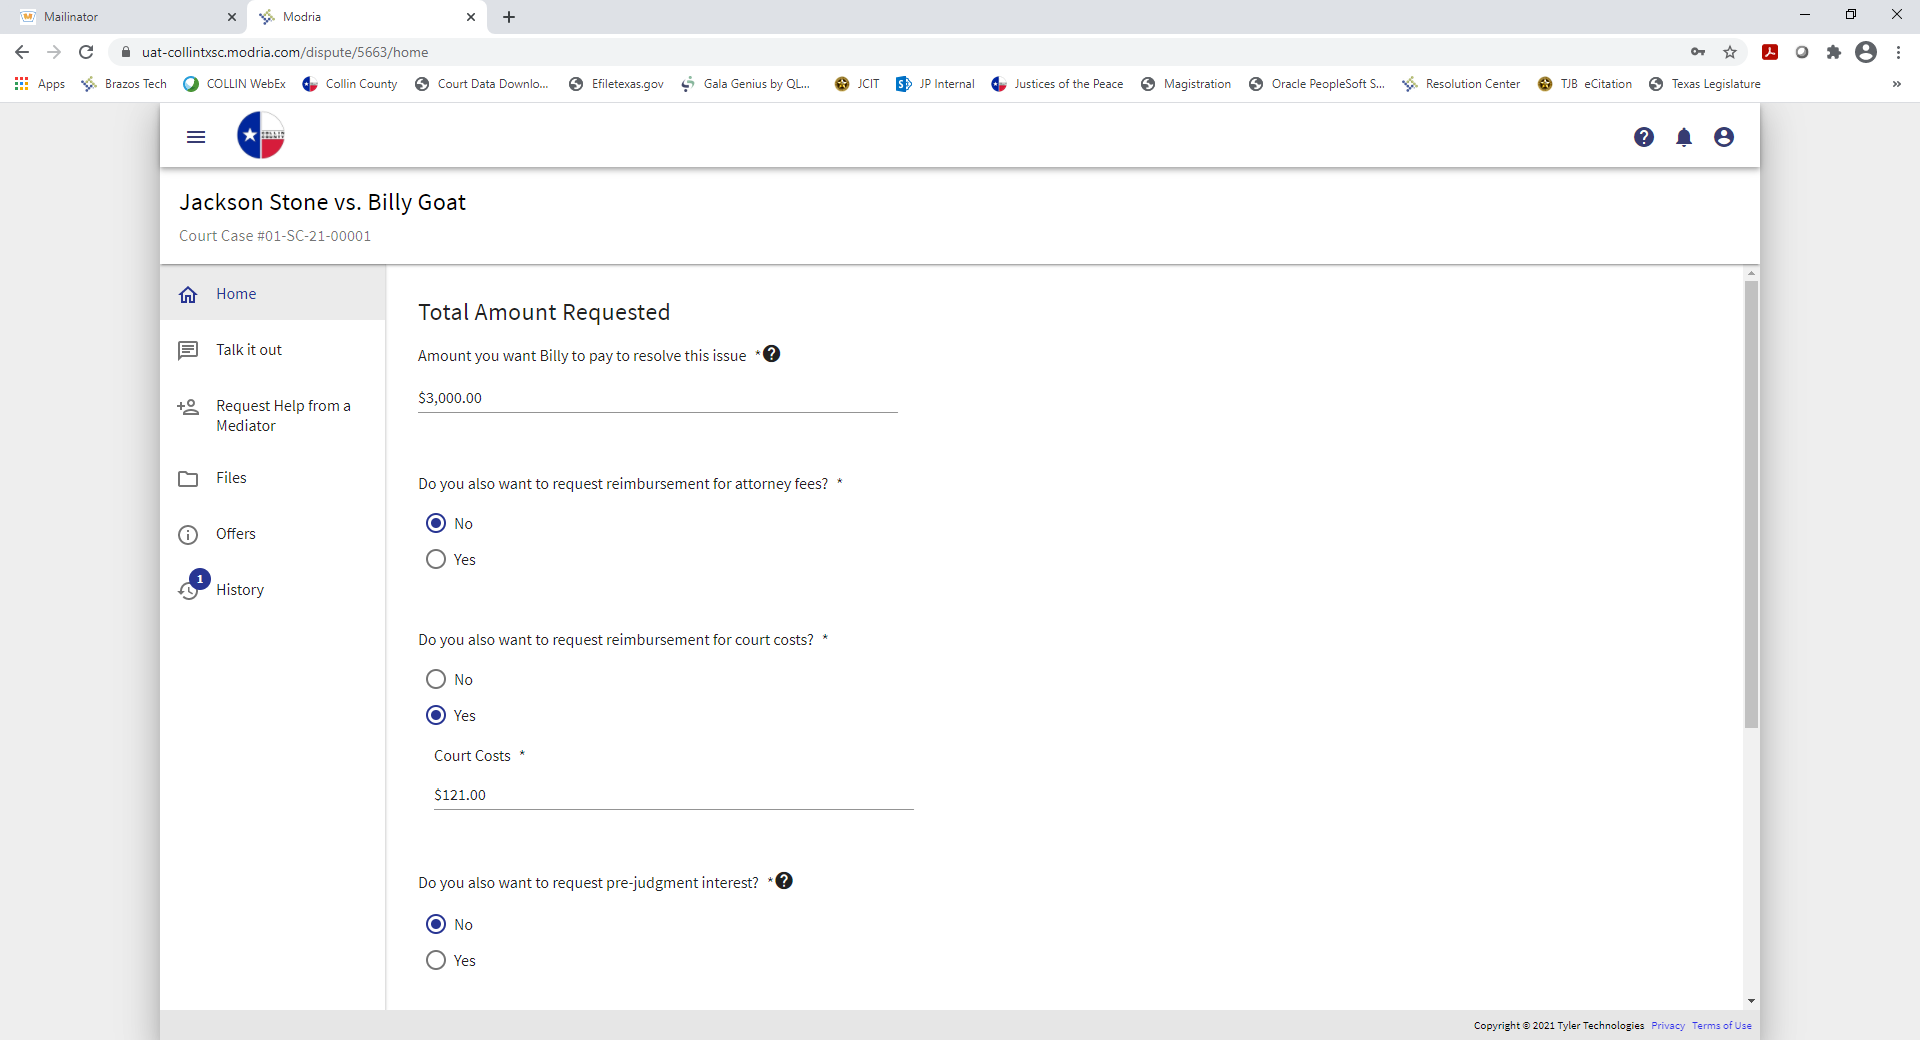 Mailinator
Modria
uat-collintxsc.modria.com/dispute/5663/home
Apps Brazos Tech COLLIN WebEx Collin County Court Data Downlo... Efiletexas.gov Gala Genius by QL... JCIT JP Internal Justices of the Peace Magistration Oracle PeopleSoft S... Resolution Center TJB eCitation Texas Legislature »
COLLIN COUNTY
Jackson Stone vs. Billy Goat
Court Case #01-SC-21-00001
Home
Talk it out
Request Help from a
Mediator
Files
Offers
1
History
Total Amount Requested
Amount you want Billy to pay to resolve this issue *
$3,000.00
Do you also want to request reimbursement for attorney fees? *
No
Yes
Do you also want to request reimbursement for court costs? *
No
Yes
Court Costs *
$121.00
Do you also want to request pre-judgment interest? *
No
Yes
Copyright © 2021 Tyler Technologies Privacy Terms of Use